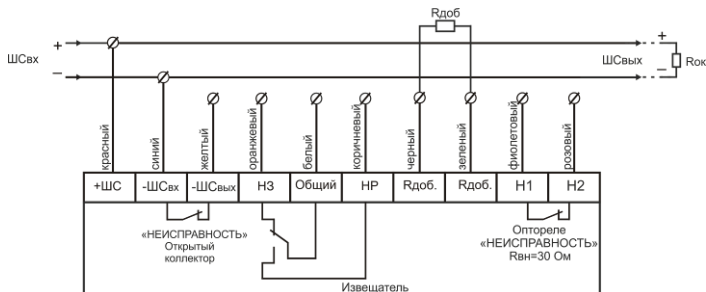 Rдоб
+
ШСвх
−
+
ШСвых
−
Rок
красный
синий
желтый
оранжевый
белый
коричневый
черный
зеленый
фиолетовый
розовый
+ШС
-ШСвх
-ШСвых
НЗ
Общий
НР
Rдоб.
Rдоб.
Н1
Н2
«НЕИСПРАВНОСТЬ»
Открытый
коллектор
Оптореле
«НЕИСПРАВНОСТЬ»
Rвн=30 Ом
Извещатель